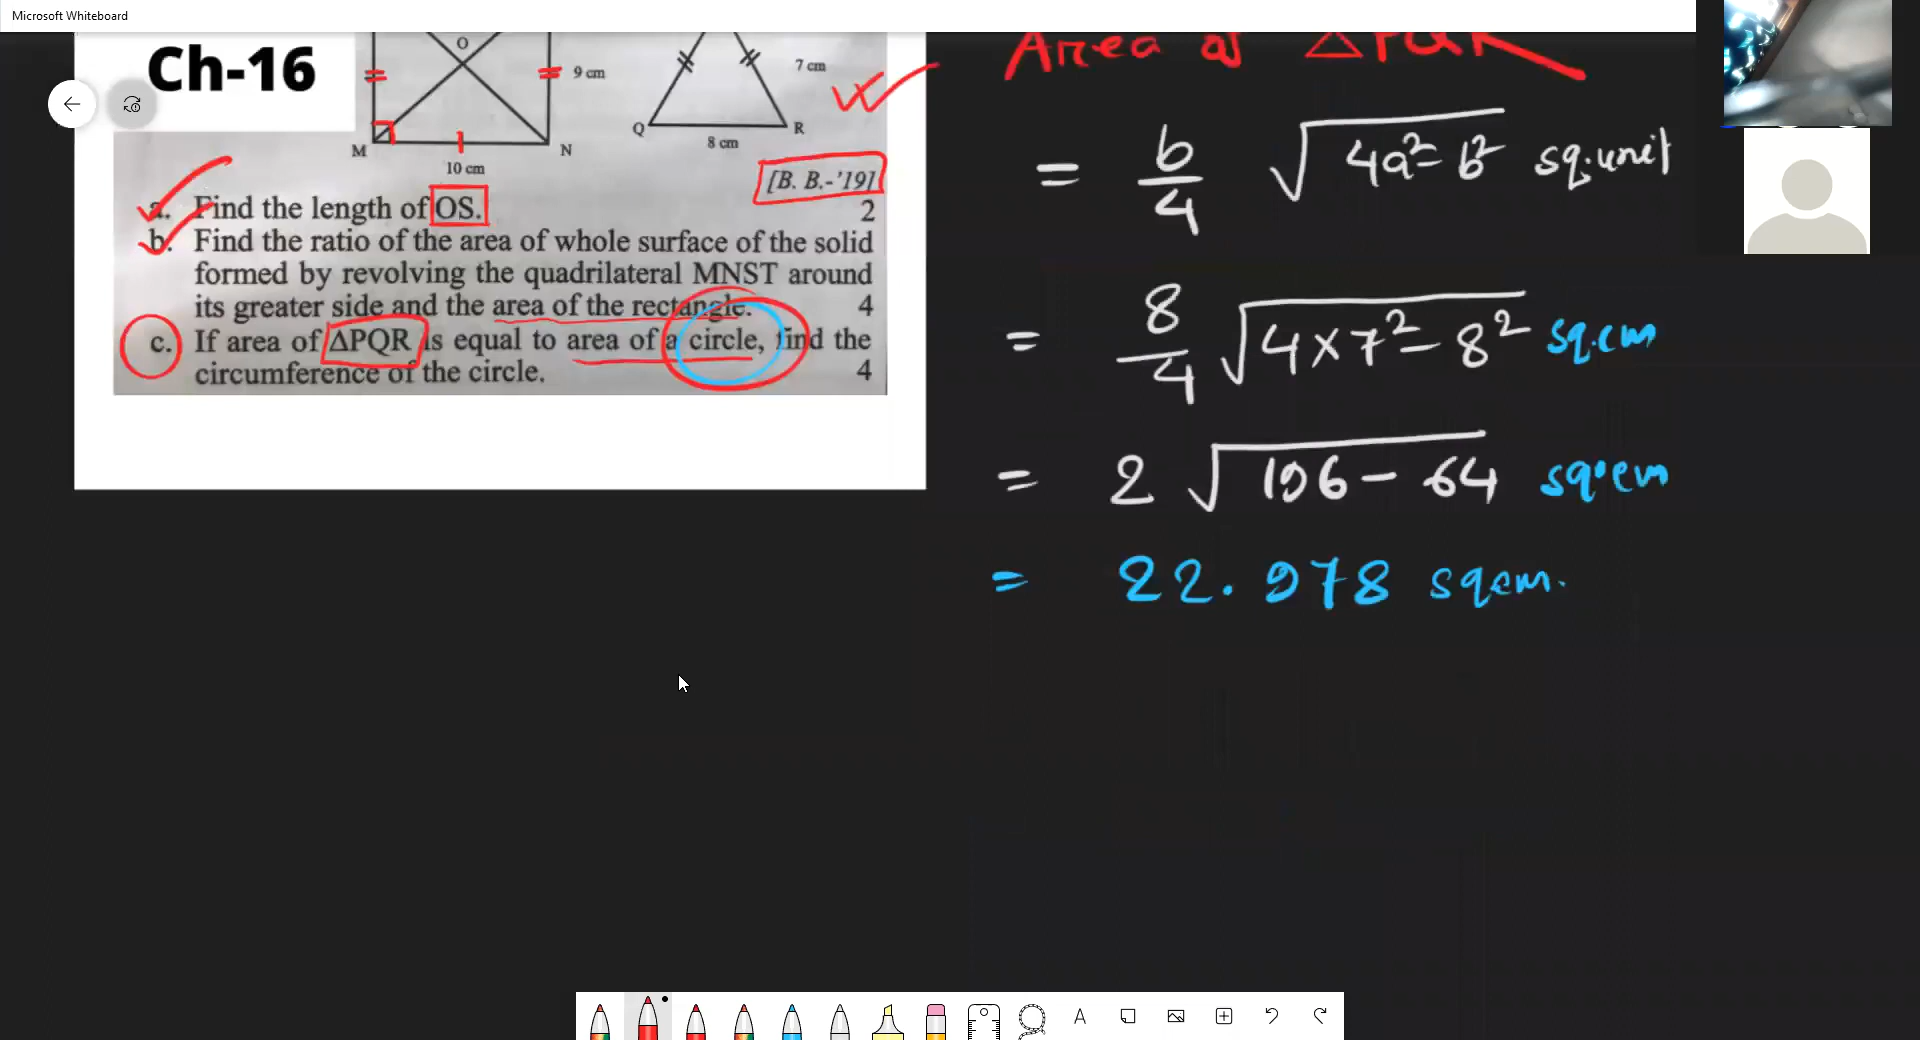 Microsoft Whiteboard
Ch-16
O
9 cm
M
10 cm
N
7 cm
Q
8 cm
R
[B. B.-'19]
a. Find the length of OS. 2
b. Find the ratio of the area of whole surface of the solid
formed by revolving the quadrilateral MNST around
its greater side and the area of the rectangle. 4
c. If area of ΔPQR is equal to area of a circle, find the
circumference of the circle. 4
Area of △PQR
= b/4 √(4a² - b²) sq.unit
= 8/4 √(4×7² - 8²) sq.cm
= 2 √(196 - 64) sq.cm
= 22.978 sqcm.
A